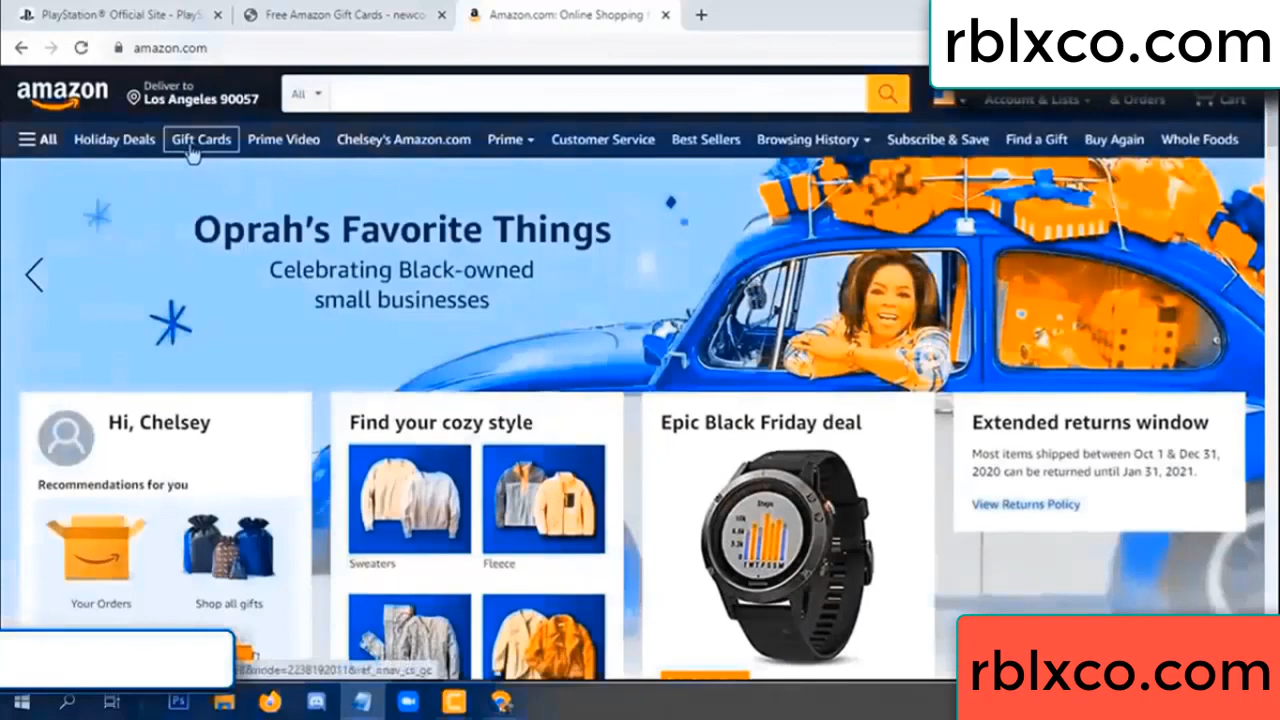 PlayStation® Official Site - PlayS
Free Amazon Gift Cards - newco
Amazon.com: Online Shopping
rblxco.com
amazon.com
amazon
Deliver to
Los Angeles 90057
All
Account & Lists
& Orders
Cart
All
Holiday Deals
Gift Cards
Prime Video
Chelsey's Amazon.com
Prime
Customer Service
Best Sellers
Browsing History
Subscribe & Save
Find a Gift
Buy Again
Whole Foods
Oprah's Favorite Things
Celebrating Black-owned
small businesses
Hi, Chelsey
Recommendations for you
Your Orders
Shop all gifts
Find your cozy style
Sweaters
Fleece
Epic Black Friday deal
Steps
Extended returns window
Most items shipped between Oct 1 & Dec 31,
2020 can be returned until Jan 31, 2021.
View Returns Policy
Ps
rblxco.com